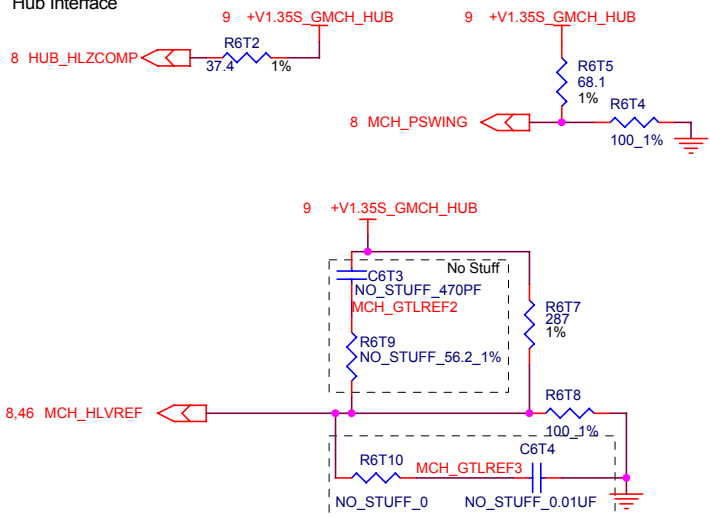 Hub Interface
9 +V1.35S_GMCH_HUB
9 +V1.35S_GMCH_HUB
8 HUB_HLZCOMP
R6T2
37.4
1%
R6T5
68.1
1%
R6T4
100_1%
8 MCH_PSWING
9 +V1.35S_GMCH_HUB
No Stuff
C6T3
NO_STUFF_470PF
MCH_GTLREF2
R6T7
287
1%
R6T9
NO_STUFF_56.2_1%
8,46 MCH_HLVREF
R6T8
100_1%
C6T4
R6T10
MCH_GTLREF3
NO_STUFF_0
NO_STUFF_0.01UF